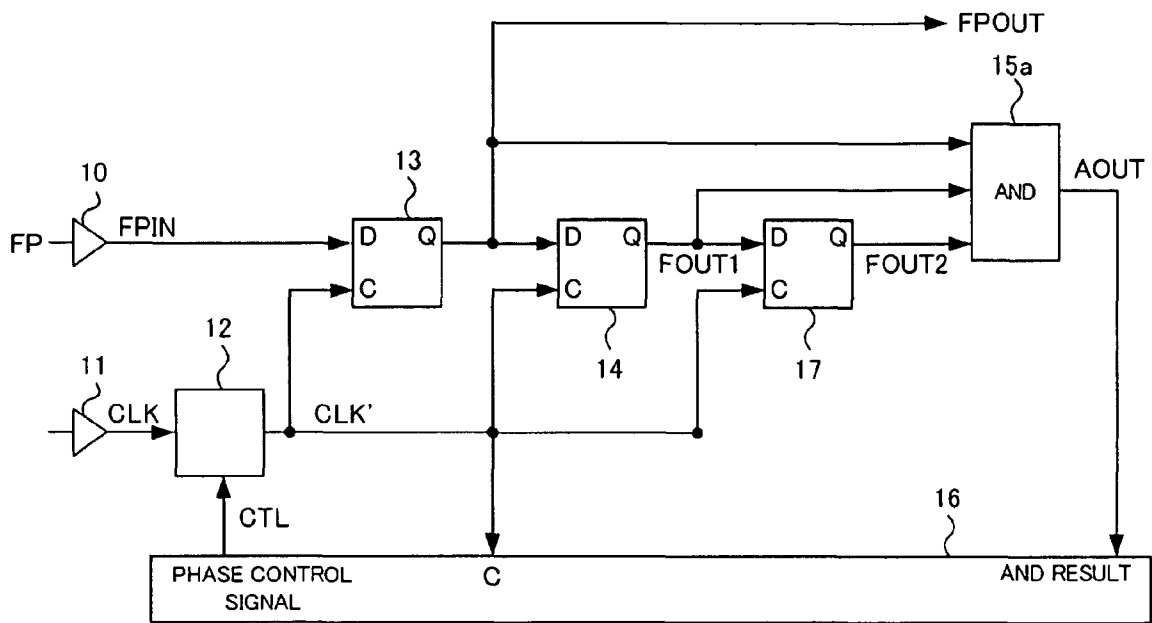 FPOUT
15a
10
13
AND
AOUT
FP
FPIN
D
Q
C
D
Q
C
FOUT1
D
Q
C
FOUT2
14
17
11
12
CLK
CLK'
CTL
16
PHASE CONTROL
SIGNAL
C
AND RESULT